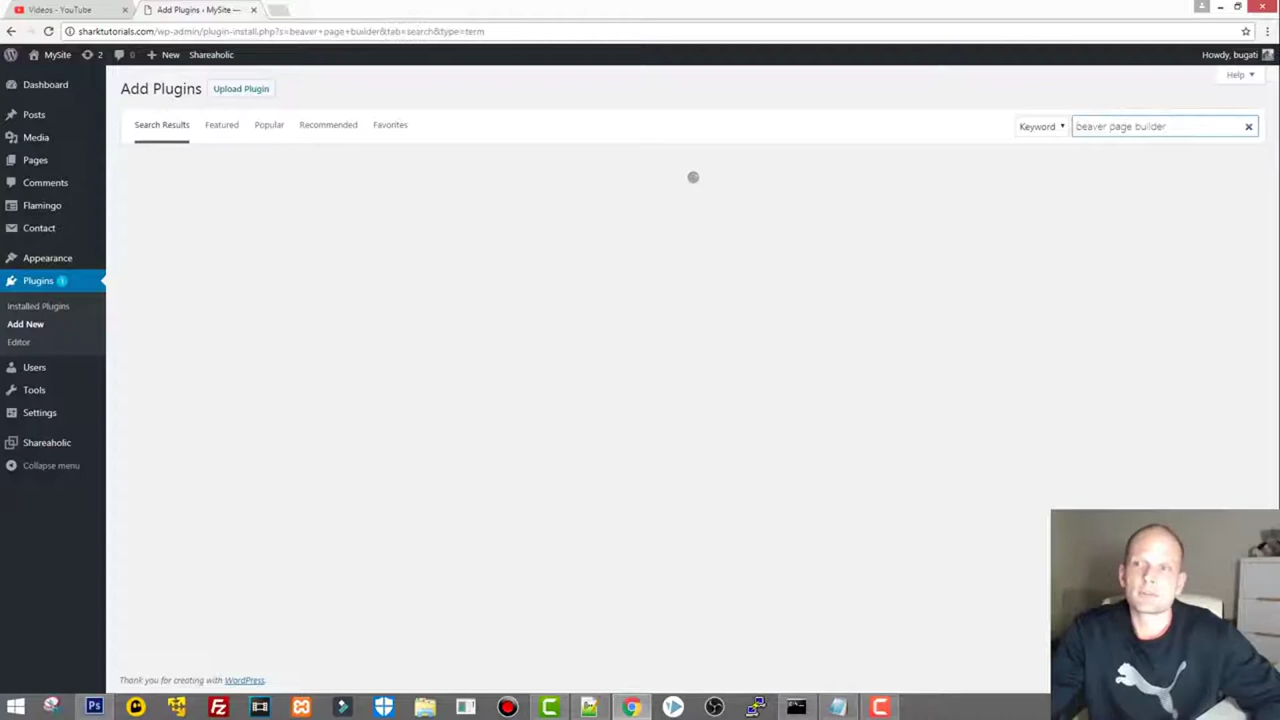 Videos - YouTube
Add Plugins ‹ MySite —
sharktutorials.com/wp-admin/plugin-install.php?s=beaver+page+builder&tab=search&type=term
MySite
2
0
New
Shareaholic
Howdy, bugati
Dashboard
Posts
Media
Pages
Comments
Flamingo
Contact
Appearance
Plugins 1
Installed Plugins
Add New
Editor
Users
Tools
Settings
Shareaholic
Collapse menu
Add Plugins
Upload Plugin
Help
Search Results
Featured
Popular
Recommended
Favorites
Keyword
beaver page builder
Thank you for creating with WordPress.
Ps
Fz